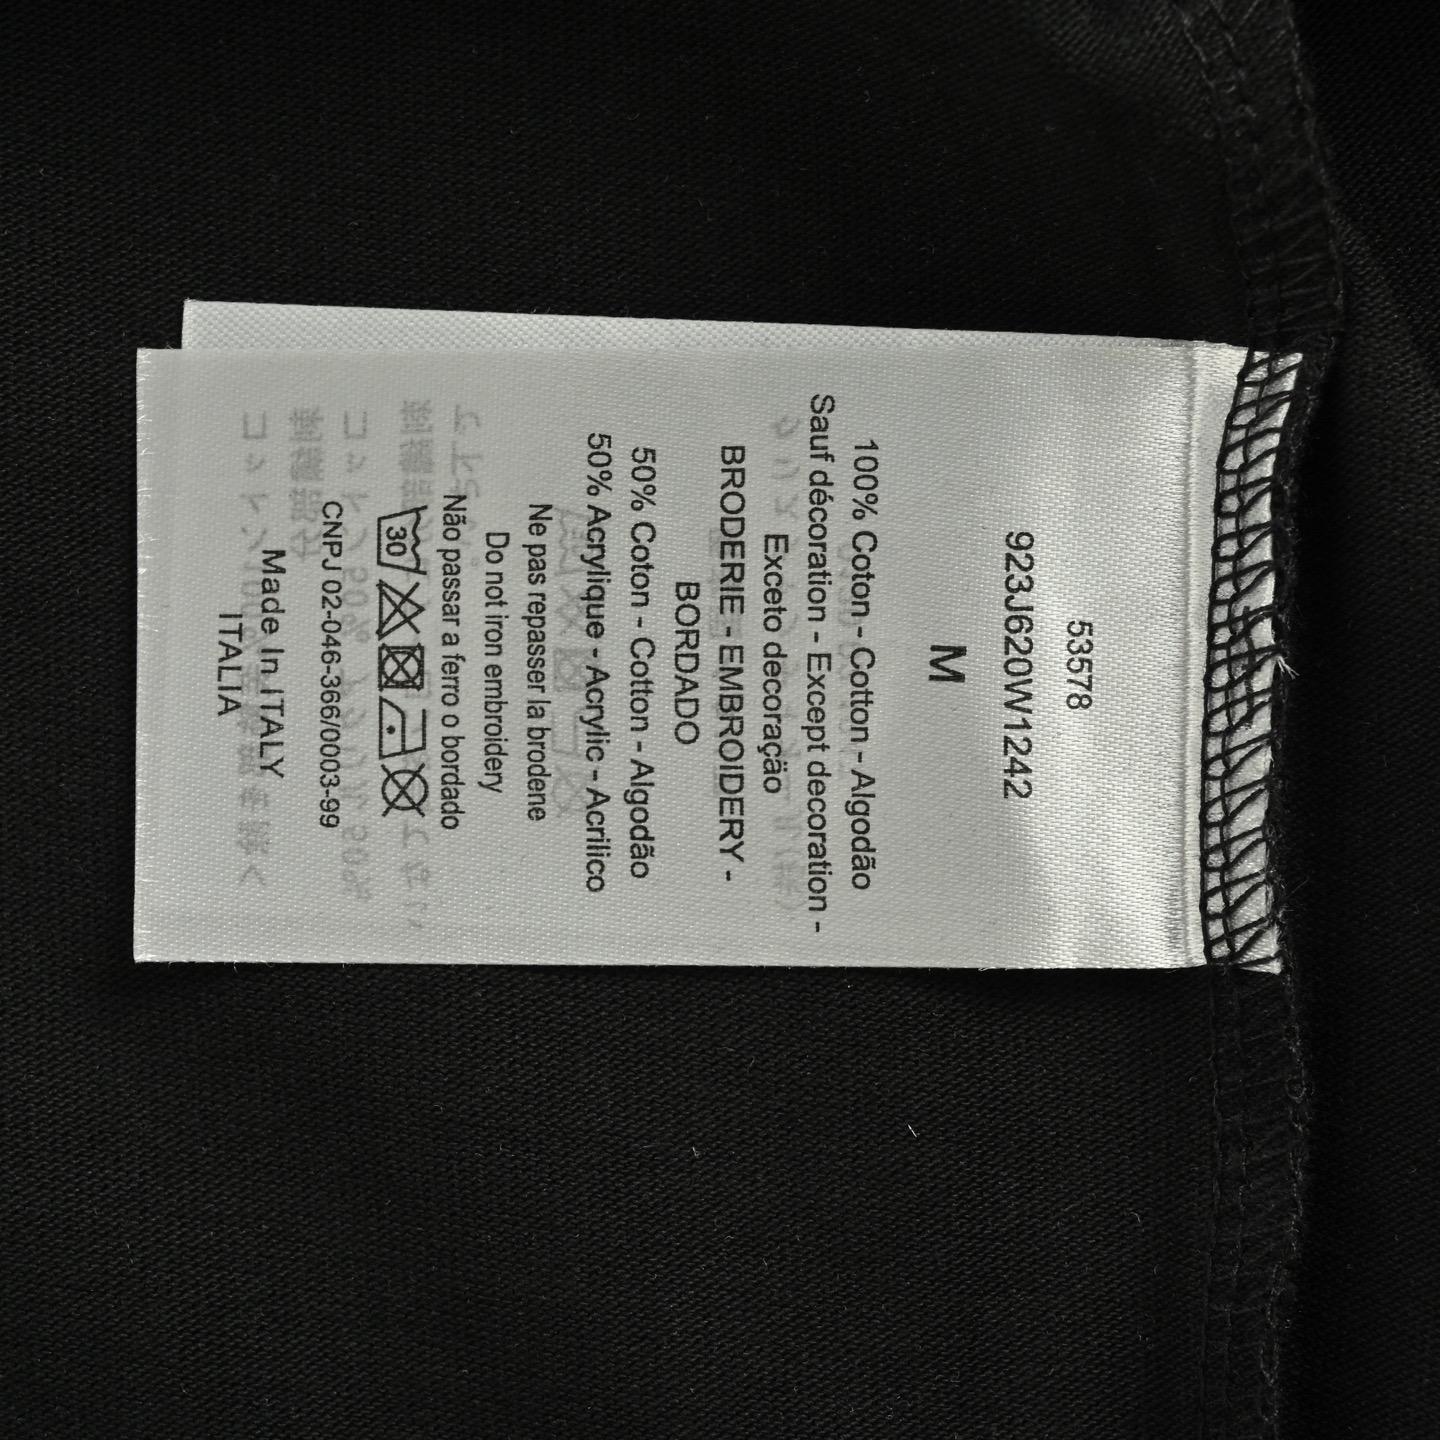 53578
923J620W1242
M
100% Coton - Cotton - Algodão
Sauf décoration - Except decoration -
Exceto decoração
BRODERIE - EMBROIDERY -
BORDADO
50% Coton - Cotton - Algodão
50% Acrylique - Acrylic - Acrilico
Ne pas repasser la brodene
Do not iron embroidery
Não passar a ferro o bordado
30
CNPJ 02-046-366/0003-99
Made In ITALY
ITALIA